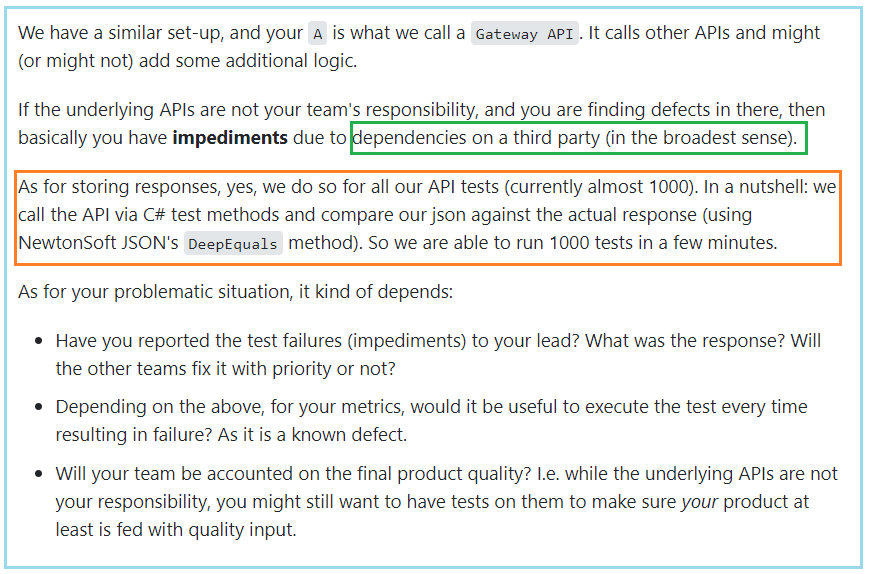 We have a similar set-up, and your A is what we call a Gateway API. It calls other APIs and might
(or might not) add some additional logic.
If the underlying APIs are not your team's responsibility, and you are finding defects in there, then
basically you have impediments due to dependencies on a third party (in the broadest sense).
As for storing responses, yes, we do so for all our API tests (currently almost 1000). In a nutshell: we
call the API via C# test methods and compare our json against the actual response (using
NewtonSoft JSON's DeepEquals method). So we are able to run 1000 tests in a few minutes.
As for your problematic situation, it kind of depends:
• Have you reported the test failures (impediments) to your lead? What was the response? Will
the other teams fix it with priority or not?
• Depending on the above, for your metrics, would it be useful to execute the test every time
resulting in failure? As it is a known defect.
• Will your team be accounted on the final product quality? I.e. while the underlying APIs are not
your responsibility, you might still want to have tests on them to make sure your product at
least is fed with quality input.